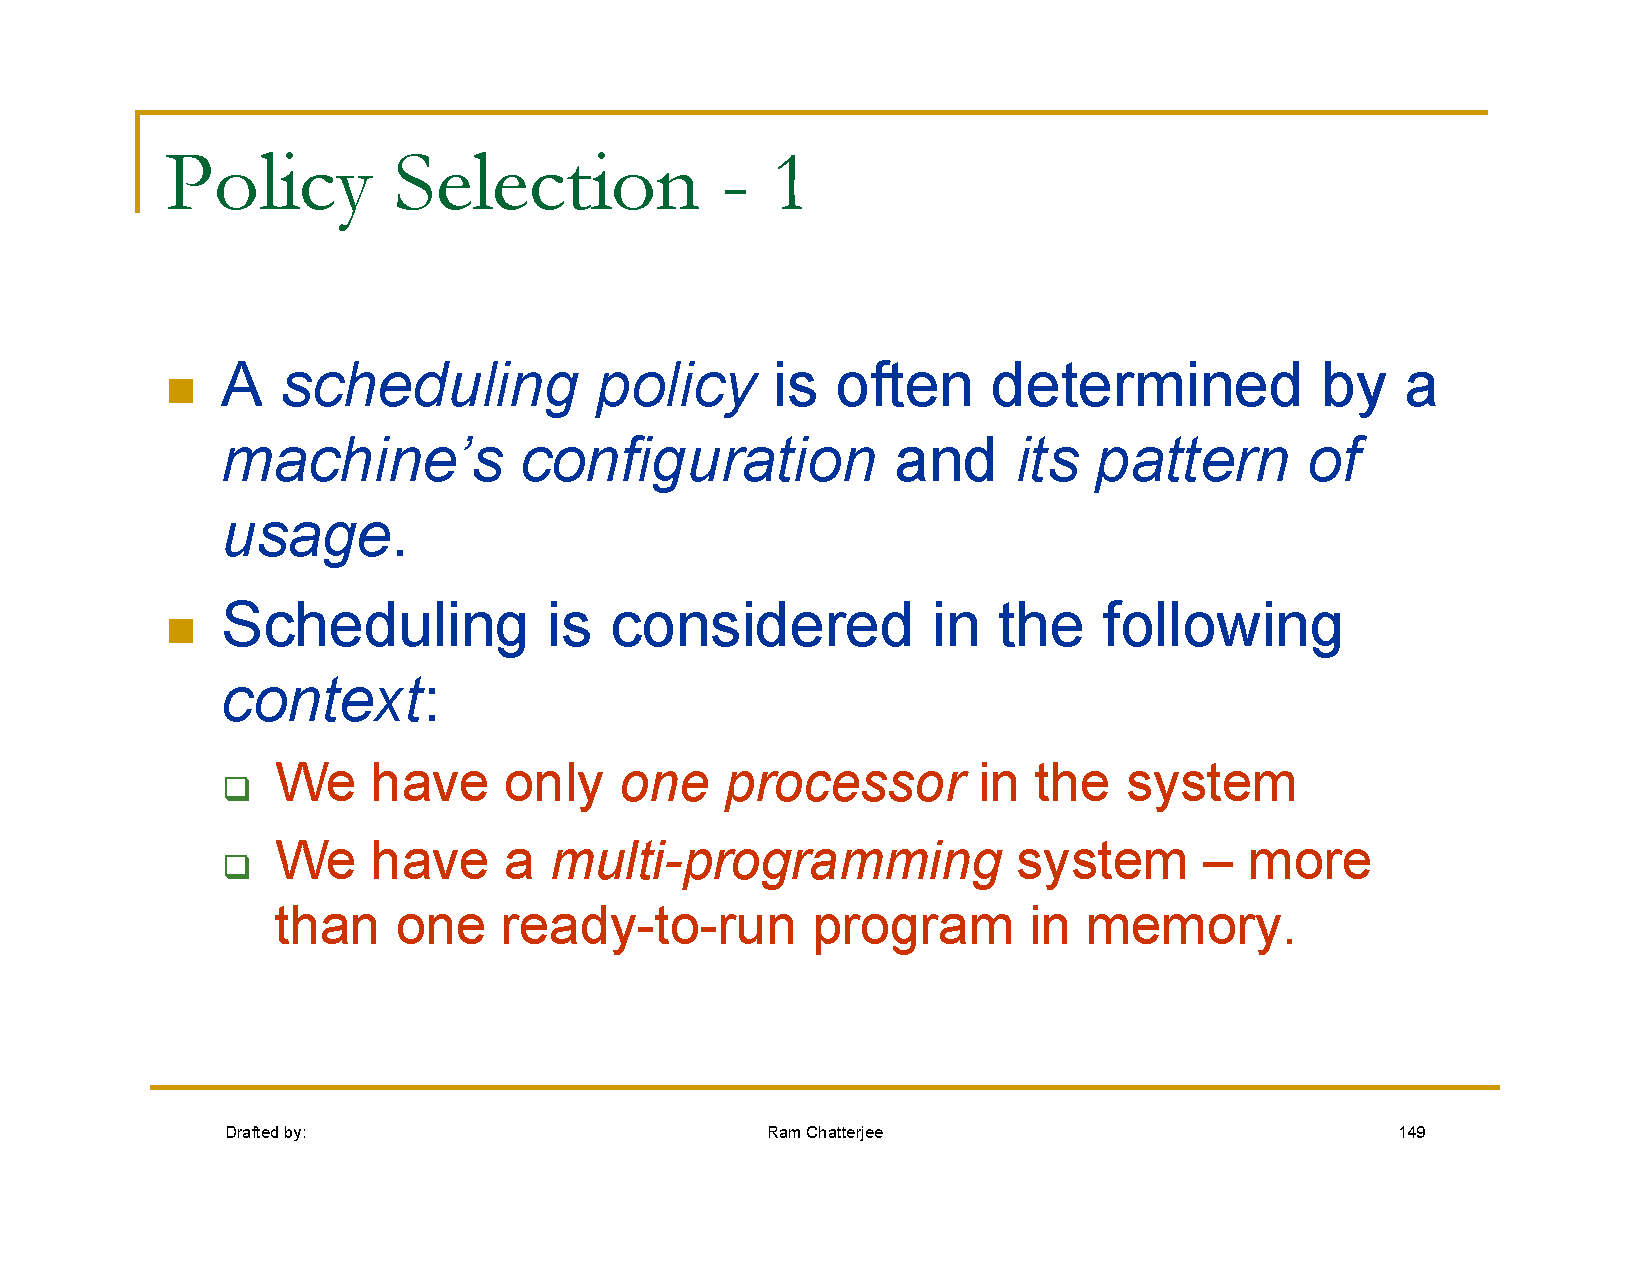 Policy Selection - 1
A scheduling policy is often determined by a
machine’s configuration and its pattern of
usage.
Scheduling is considered in the following
context:
We have only one processor in the system
We have a multi-programming system – more
than one ready-to-run program in memory.
Drafted by: Ram Chatterjee 149